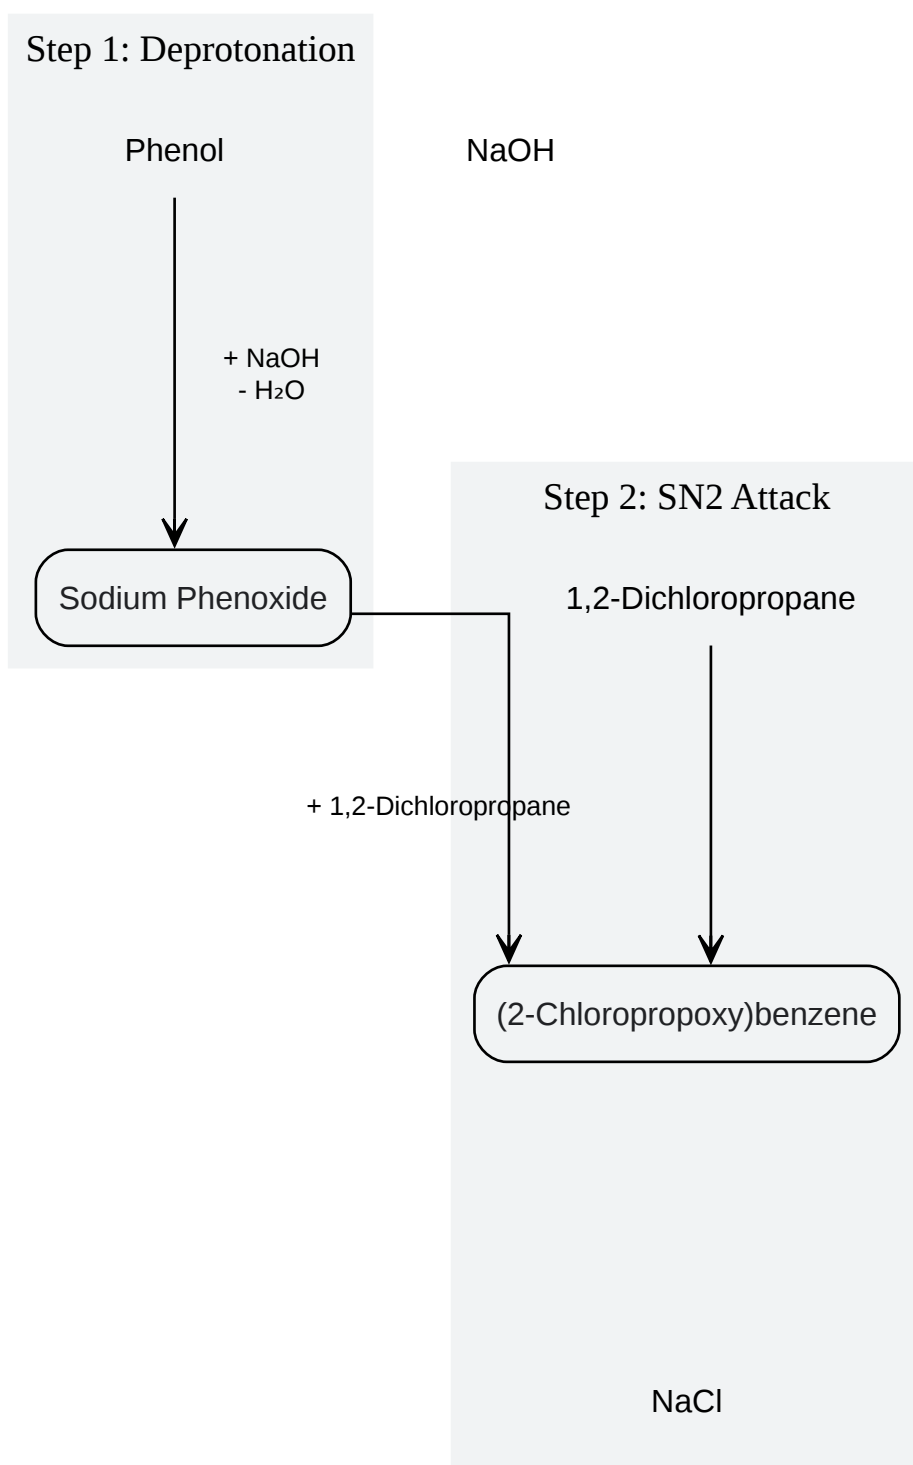 Step 1: Deprotonation
Phenol
NaOH
+ NaOH
- H₂O
Step 2: SN2 Attack
Sodium Phenoxide
1,2-Dichloropropane
+ 1,2-Dichloropropane
(2-Chloropropoxy)benzene
NaCl